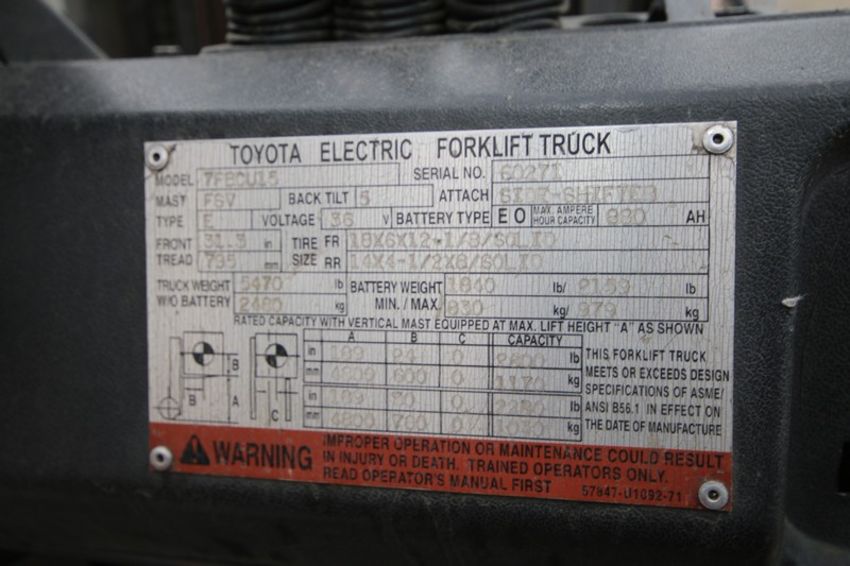 TOYOTA ELECTRIC FORKLIFT TRUCK
MODEL 7FBCU15 SERIAL NO. 60271
MAST FSV BACK TILT 5 ATTACH SIDE-SHIFTER
TYPE E VOLTAGE 36 V BATTERY TYPE E O MAX. AMPERE HOUR CAPACITY 880 AH
FRONT TREAD 31.3 in TIRE SIZE FR 18X6X12-1/8/SOLID
795 mm RR 14X4-1/2X8/SOLID
TRUCK WEIGHT W/O BATTERY 5470 lb BATTERY WEIGHT MIN. / MAX. 1840 lb/ 2159 lb
2480 kg 830 kg/ 979 kg
RATED CAPACITY WITH VERTICAL MAST EQUIPPED AT MAX. LIFT HEIGHT "A" AS SHOWN
A B C CAPACITY
in 189 24 0 2600 lb
mm 4800 600 0 1170 kg
in 189 30 0 lb
mm 4800 700 0 1030 kg
B
B A
C
THIS FORKLIFT TRUCK
MEETS OR EXCEEDS DESIGN
SPECIFICATIONS OF ASME/
ANSI B56.1 IN EFFECT ON
THE DATE OF MANUFACTURE
WARNING
IMPROPER OPERATION OR MAINTENANCE COULD RESULT
IN INJURY OR DEATH. TRAINED OPERATORS ONLY.
READ OPERATOR'S MANUAL FIRST
57847-U1092-71